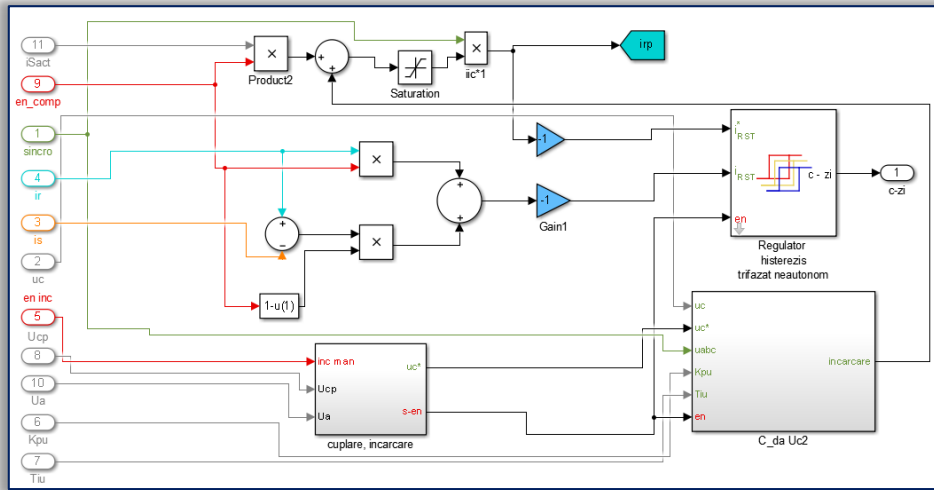 11
iSact
9
en_comp
1
sincro
4
ir
3
is
2
uc
en inc
5
Ucp
8
10
Ua
6
Kpu
7
Tiu
×
Product2
+
+
Saturation
×
iic*1
irp
-1
×
+
+
-1
Gain1
+
−
×
1-u(1)
i*RST
iRST
en
c - zi
Regulator
histerezis
trifazat neautonom
1
c-zi
inc man
Ucp
Ua
uc*
s-en
cuplare, incarcare
uc
uc*
uabc
Kpu
Tiu
en
incarcare
C_da Uc2